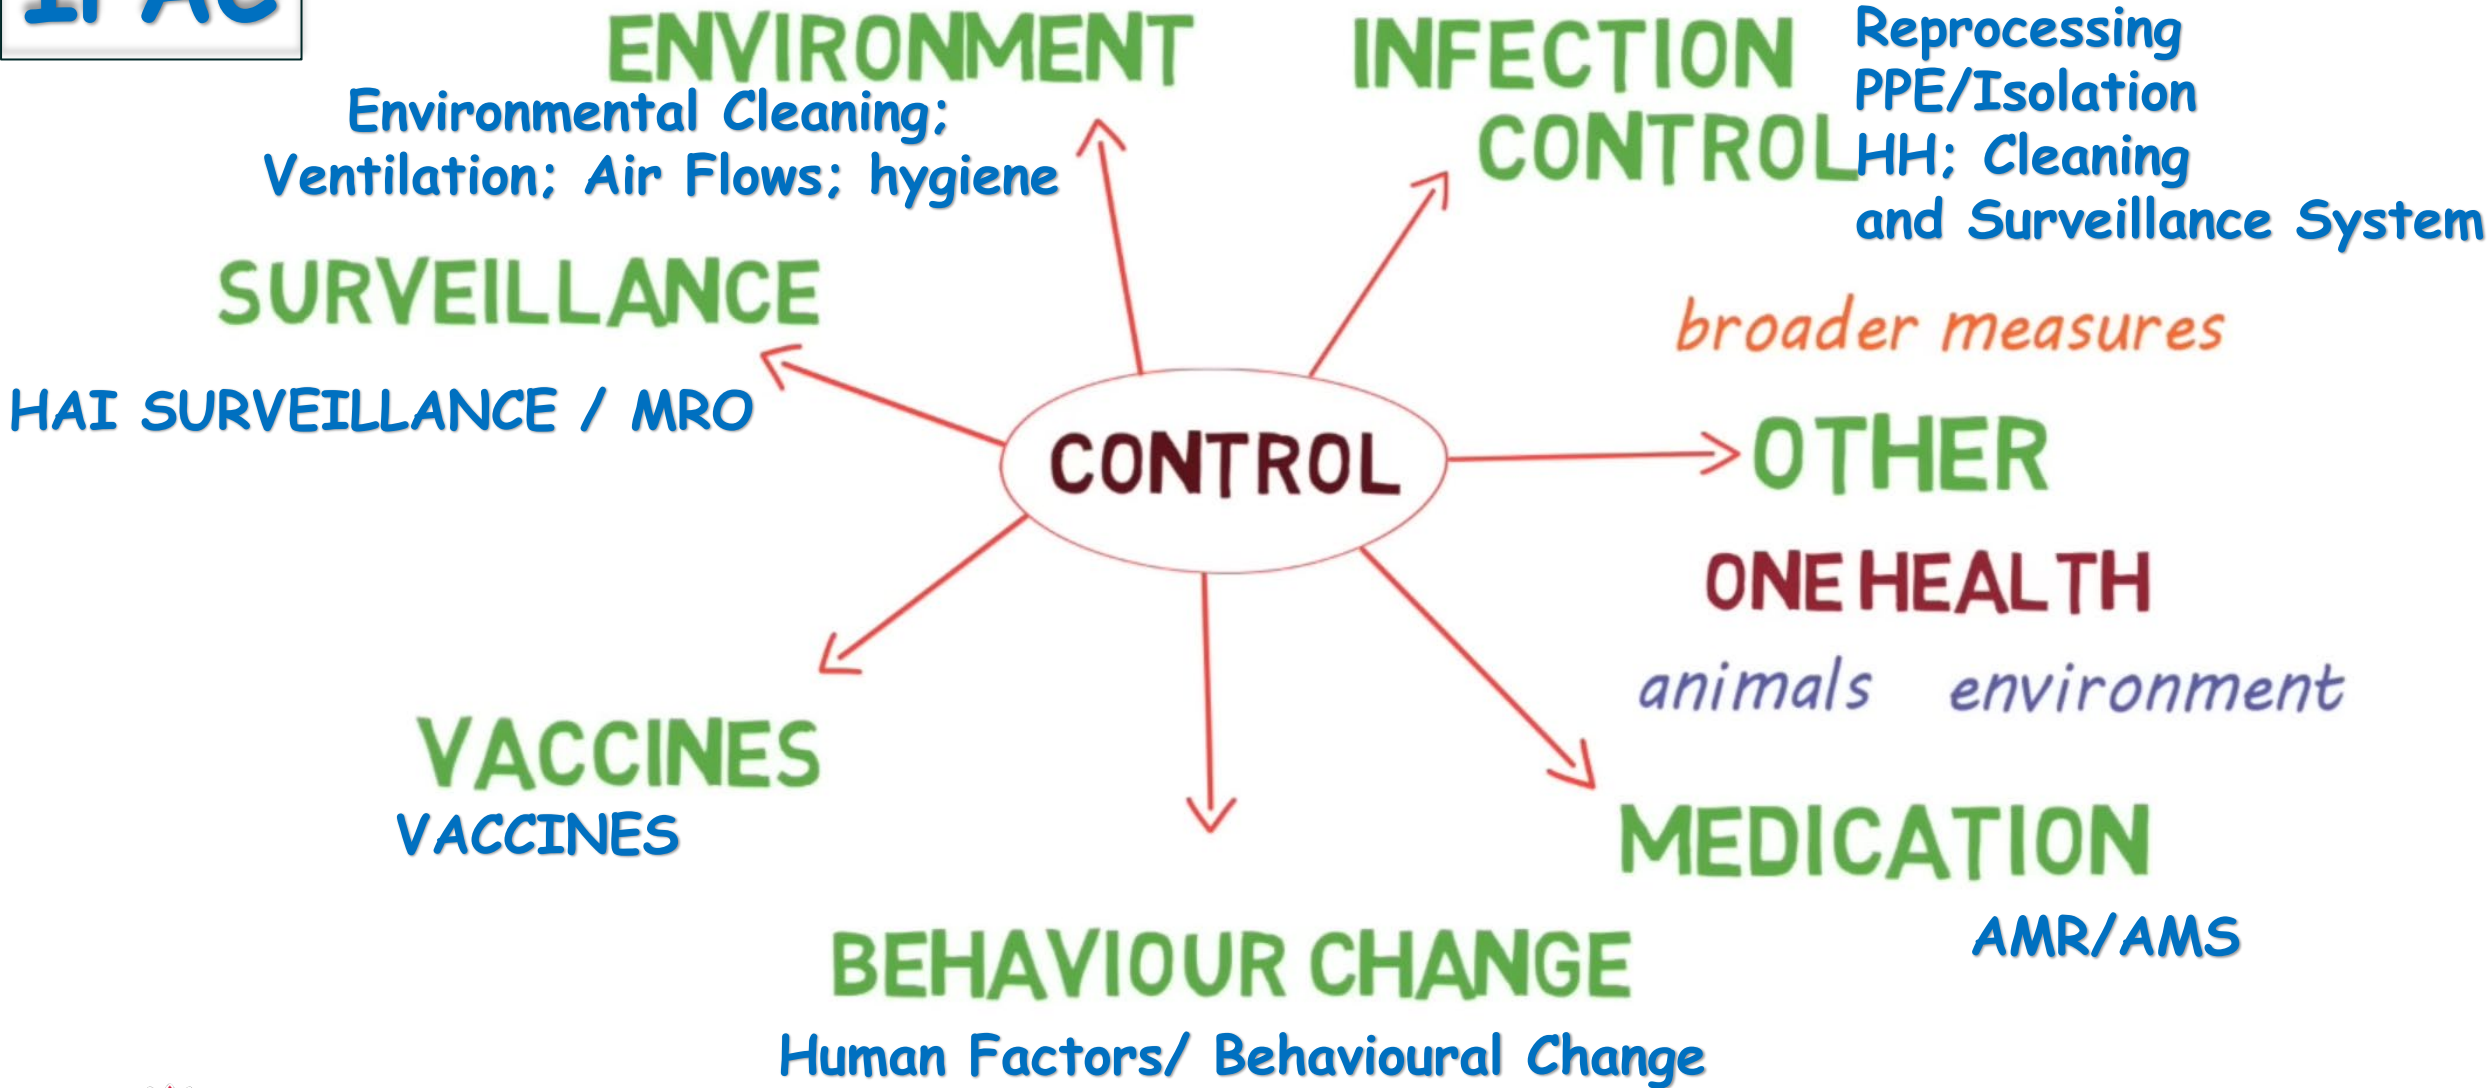 IPAC
ENVIRONMENT
Environmental Cleaning;
Ventilation; Air Flows; hygiene
INFECTION
CONTROL
Reprocessing
PPE/Isolation
HH; Cleaning
and Surveillance System
SURVEILLANCE
HAI SURVEILLANCE / MRO
broader measures
CONTROL
OTHER
ONE HEALTH
animals environment
VACCINES
VACCINES
MEDICATION
AMR/AMS
BEHAVIOUR CHANGE
Human Factors/ Behavioural Change